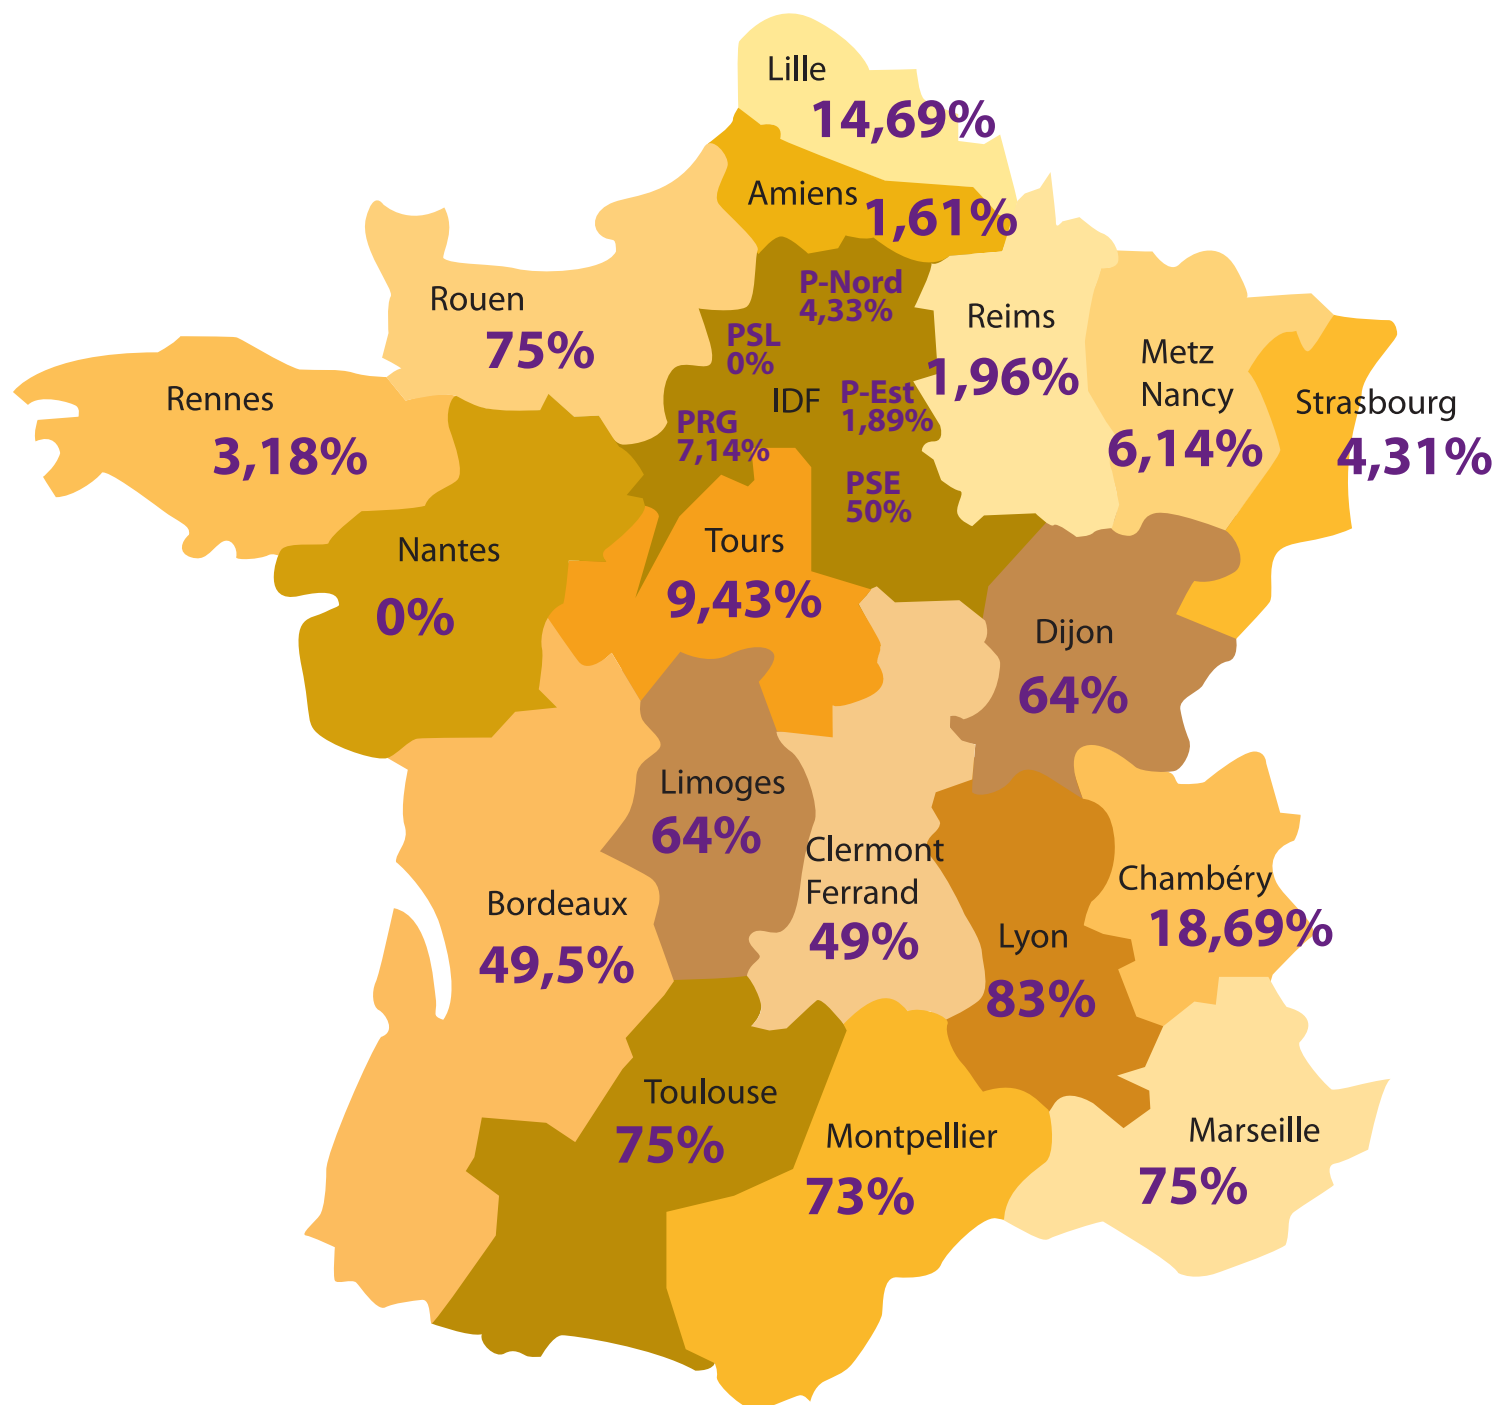 Lille
14,69%
Amiens
1,61%
P-Nord
4,33%
Rouen
75%
PSL
0%
Reims
1,96%
Metz
Nancy
6,14%
Strasbourg
4,31%
Rennes
3,18%
IDF
P-Est
1,89%
PRG
7,14%
PSE
50%
Nantes
0%
Tours
9,43%
Dijon
64%
Limoges
64%
Clermont
Ferrand
49%
Chambéry
18,69%
Bordeaux
49,5%
Lyon
83%
Toulouse
75%
Montpellier
73%
Marseille
75%